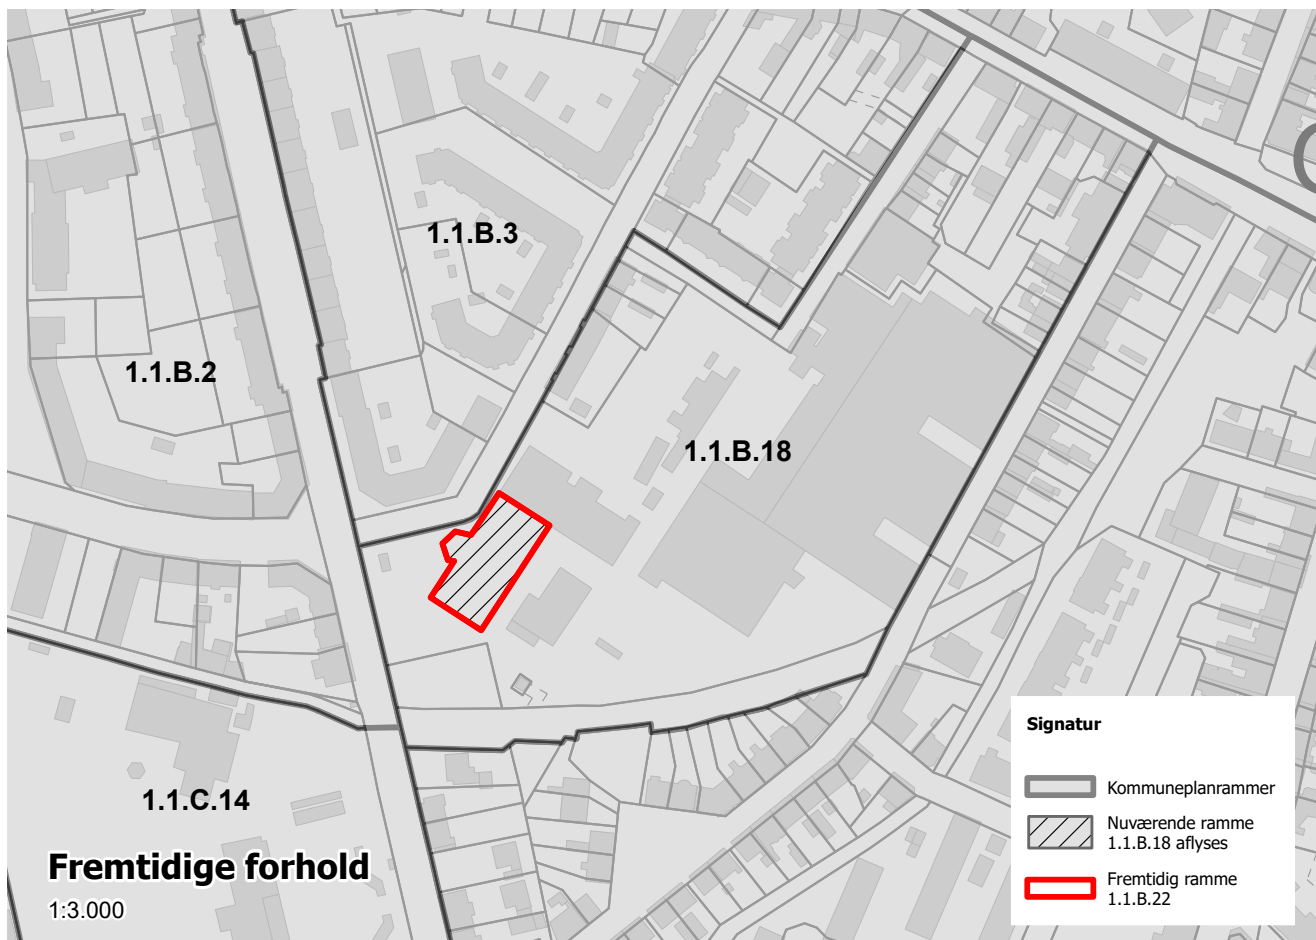 1.1.B.3
1.1.B.2
1.1.B.18
1.1.C.14
Fremtidige forhold
1:3.000
Signatur
Kommuneplanrammer
Nuværende ramme
1.1.B.18 aflyses
Fremtidig ramme
1.1.B.22